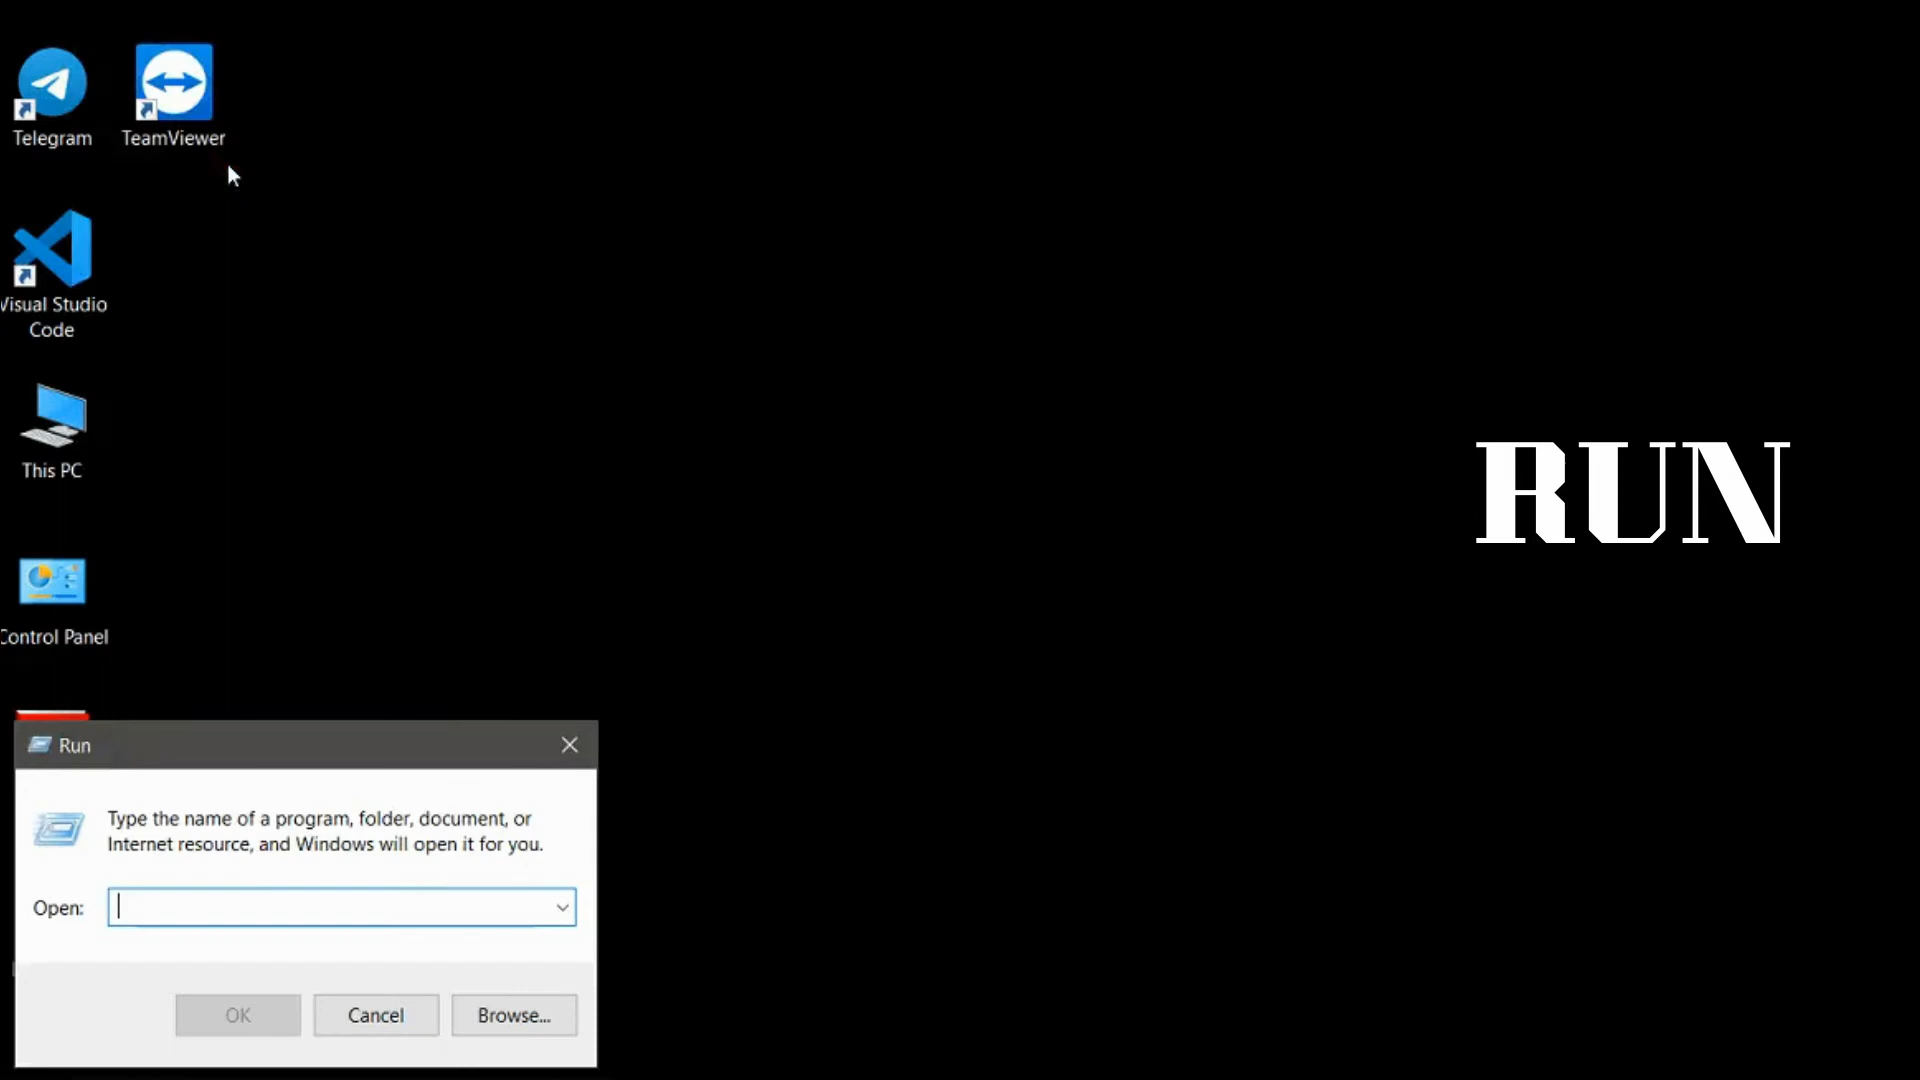 Telegram
TeamViewer
Visual Studio
Code
This PC
Control Panel
RUN
Run
Type the name of a program, folder, document, or
Internet resource, and Windows will open it for you.
Open:
OK
Cancel
Browse...